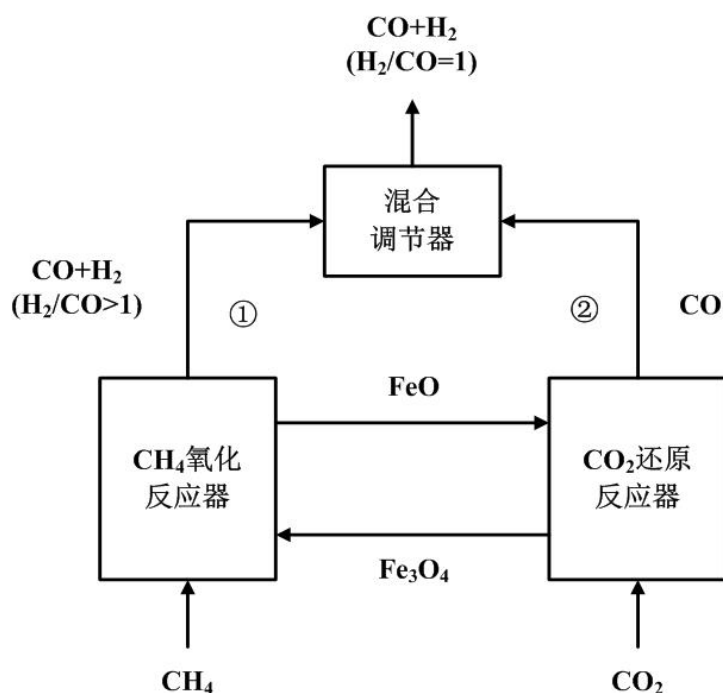 CO+H₂
(H₂/CO=1)
混合
调节器
CO+H₂
(H₂/CO>1)
①
②
CO
FeO
CH₄氧化
反应器
CO₂还原
反应器
Fe₃O₄
CH₄
CO₂